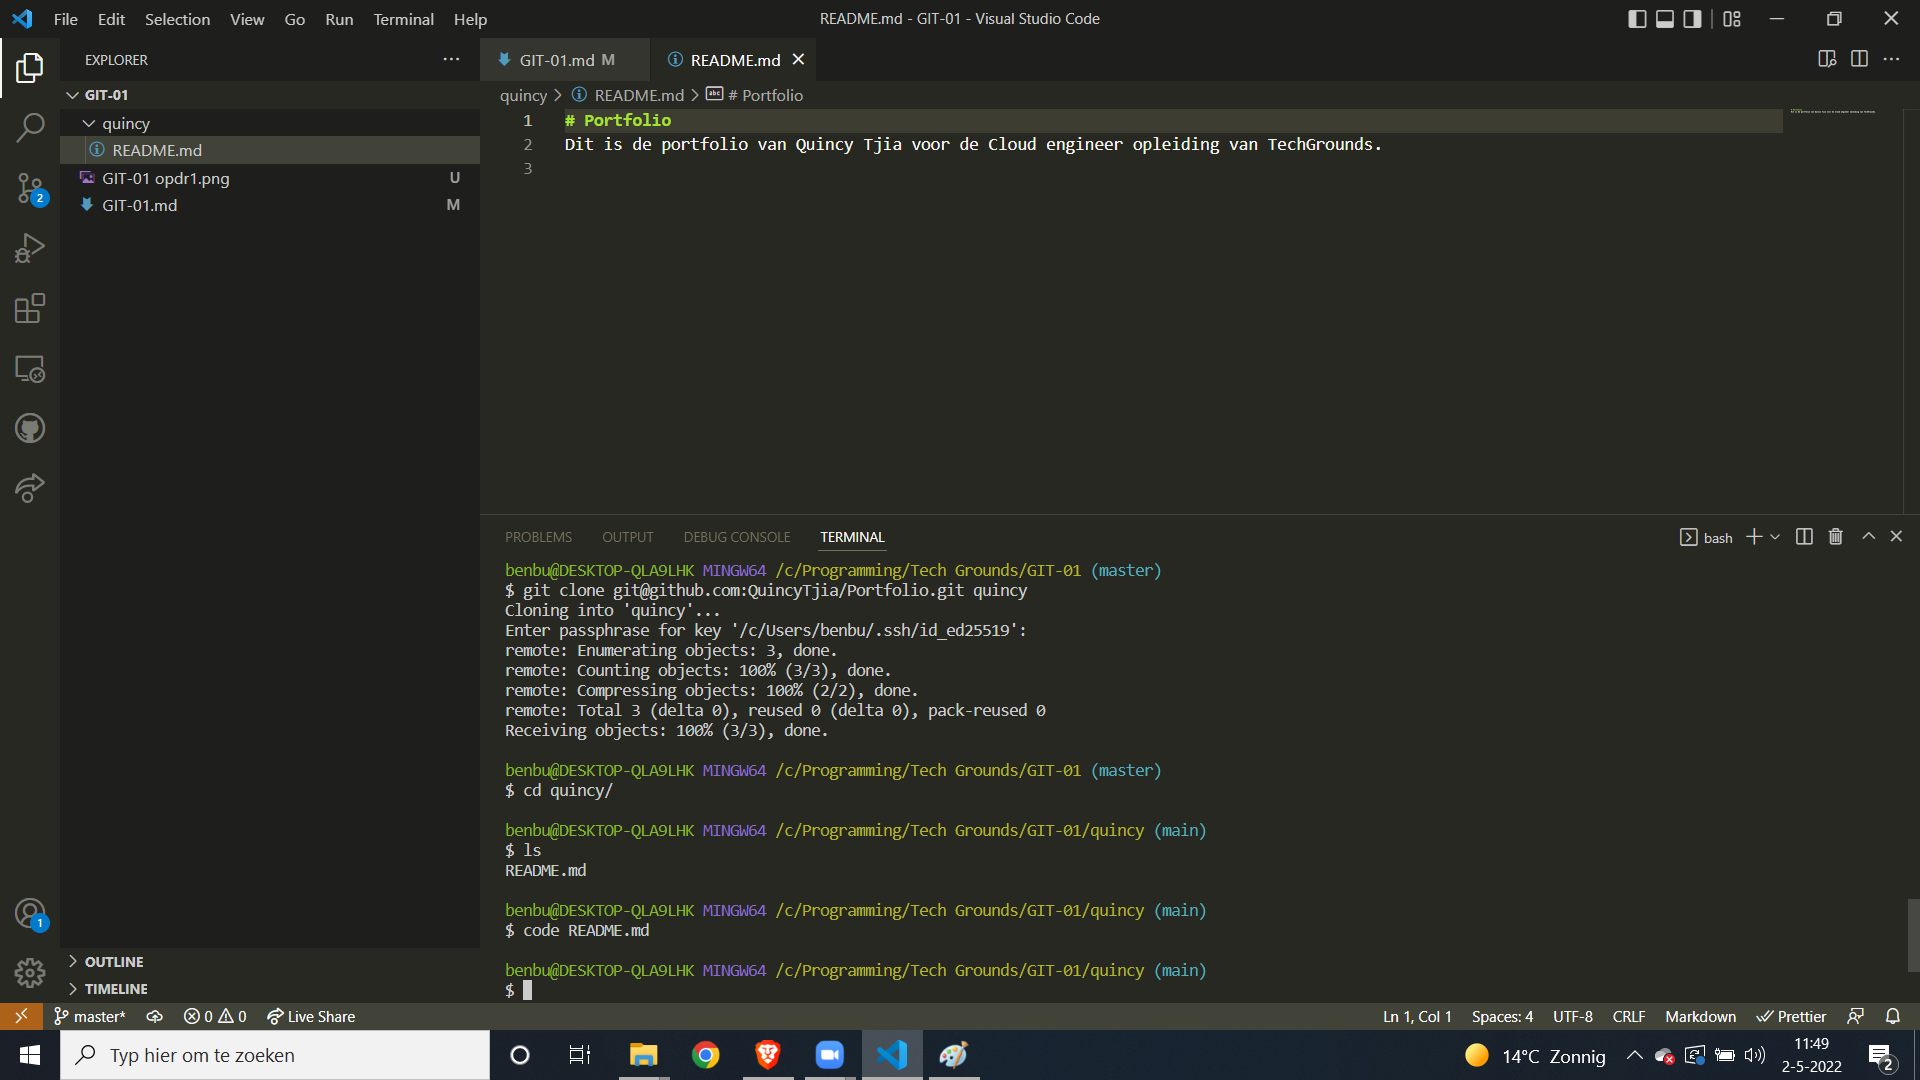 File Edit Selection View Go Run Terminal Help
README.md - GIT-01 - Visual Studio Code
EXPLORER
GIT-01
quincy
README.md
GIT-01 opdr1.png U
GIT-01.md M
2
1
OUTLINE
TIMELINE
GIT-01.md M
README.md
quincy > README.md > # Portfolio
1 # Portfolio
2 Dit is de portfolio van Quincy Tjia voor de Cloud engineer opleiding van TechGrounds.
3
PROBLEMS OUTPUT DEBUG CONSOLE TERMINAL
bash
benbu@DESKTOP-QLA9LHK MINGW64 /c/Programming/Tech Grounds/GIT-01 (master)
$ git clone git@github.com:QuincyTjia/Portfolio.git quincy
Cloning into 'quincy'...
Enter passphrase for key '/c/Users/benbu/.ssh/id_ed25519':
remote: Enumerating objects: 3, done.
remote: Counting objects: 100% (3/3), done.
remote: Compressing objects: 100% (2/2), done.
remote: Total 3 (delta 0), reused 0 (delta 0), pack-reused 0
Receiving objects: 100% (3/3), done.
benbu@DESKTOP-QLA9LHK MINGW64 /c/Programming/Tech Grounds/GIT-01 (master)
$ cd quincy/
benbu@DESKTOP-QLA9LHK MINGW64 /c/Programming/Tech Grounds/GIT-01/quincy (main)
$ ls
README.md
benbu@DESKTOP-QLA9LHK MINGW64 /c/Programming/Tech Grounds/GIT-01/quincy (main)
$ code README.md
benbu@DESKTOP-QLA9LHK MINGW64 /c/Programming/Tech Grounds/GIT-01/quincy (main)
$
master* 0 0 Live Share
Ln 1, Col 1 Spaces: 4 UTF-8 CRLF Markdown Prettier
Typ hier om te zoeken
14°C Zonnig
11:49
2-5-2022
2